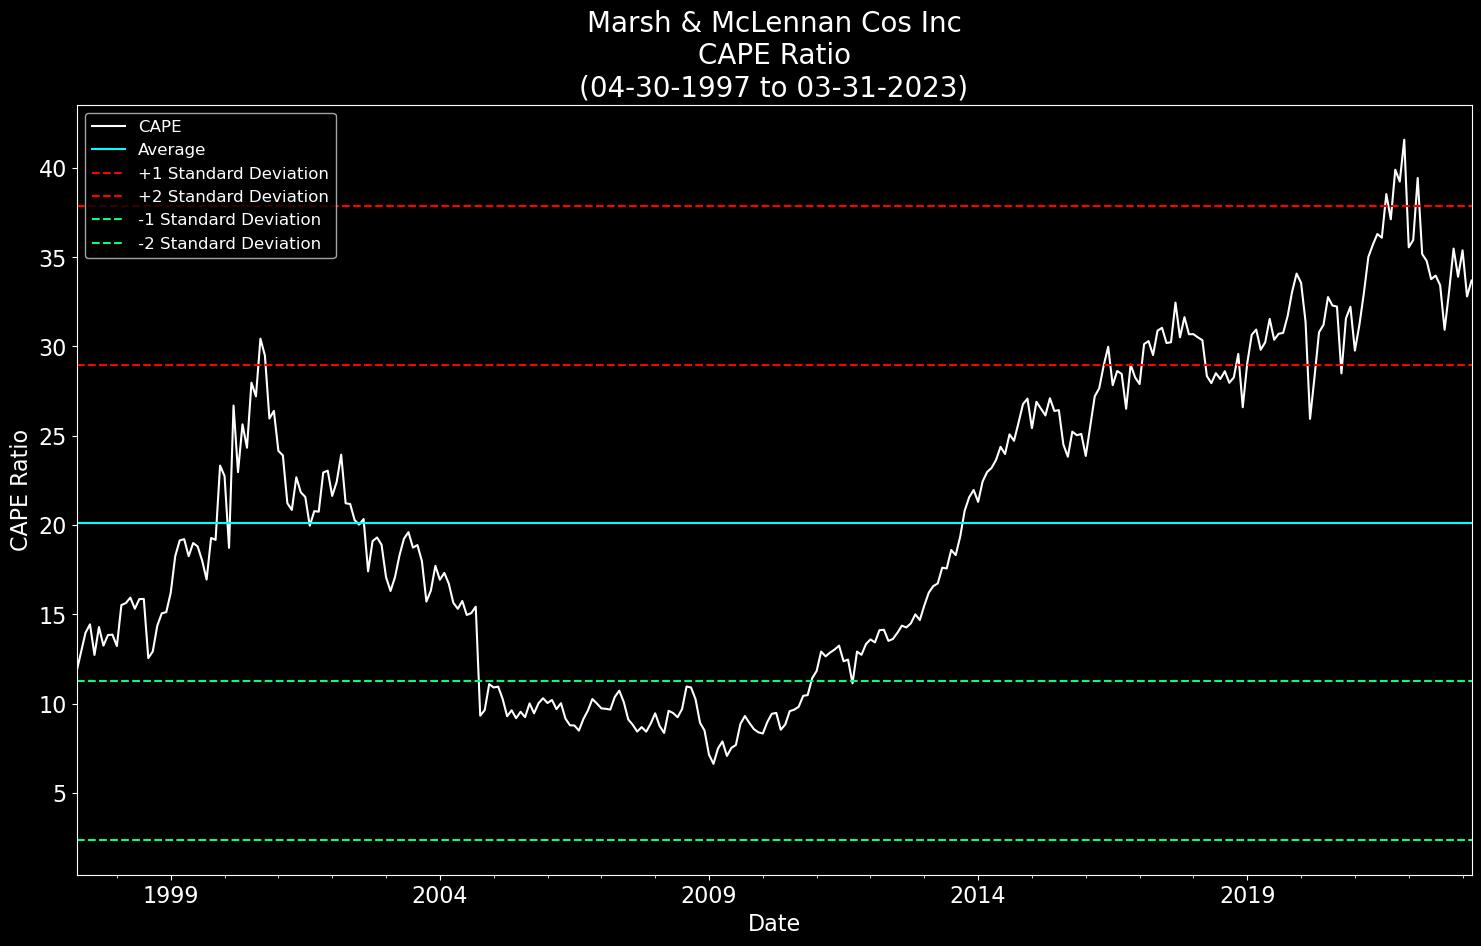 Marsh & McLennan Cos Inc
CAPE Ratio
(04-30-1997 to 03-31-2023)
CAPE
Average
+1 Standard Deviation
+2 Standard Deviation
-1 Standard Deviation
-2 Standard Deviation
CAPE Ratio
40
35
30
25
20
15
10
5
1999
2004
2009
2014
2019
Date